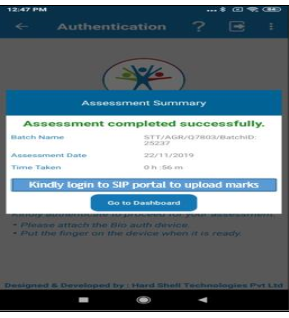 12:47 PM
Authentication ?
Assessment Summary
Assessment completed successfully.
Batch Name STT/AGR/Q7803/BatchID:
25237
Assessment Date 22/11/2019
Time Taken 0 h :56 m
Kindly login to SIP portal to upload marks
Go to Dashboard
Kindly authenticate to proceed for your assessment.
• Please attach the Bio auth device.
• Put the finger on the device when it is ready.
Designed & Developed by : Hard Shell Technologies Pvt Ltd